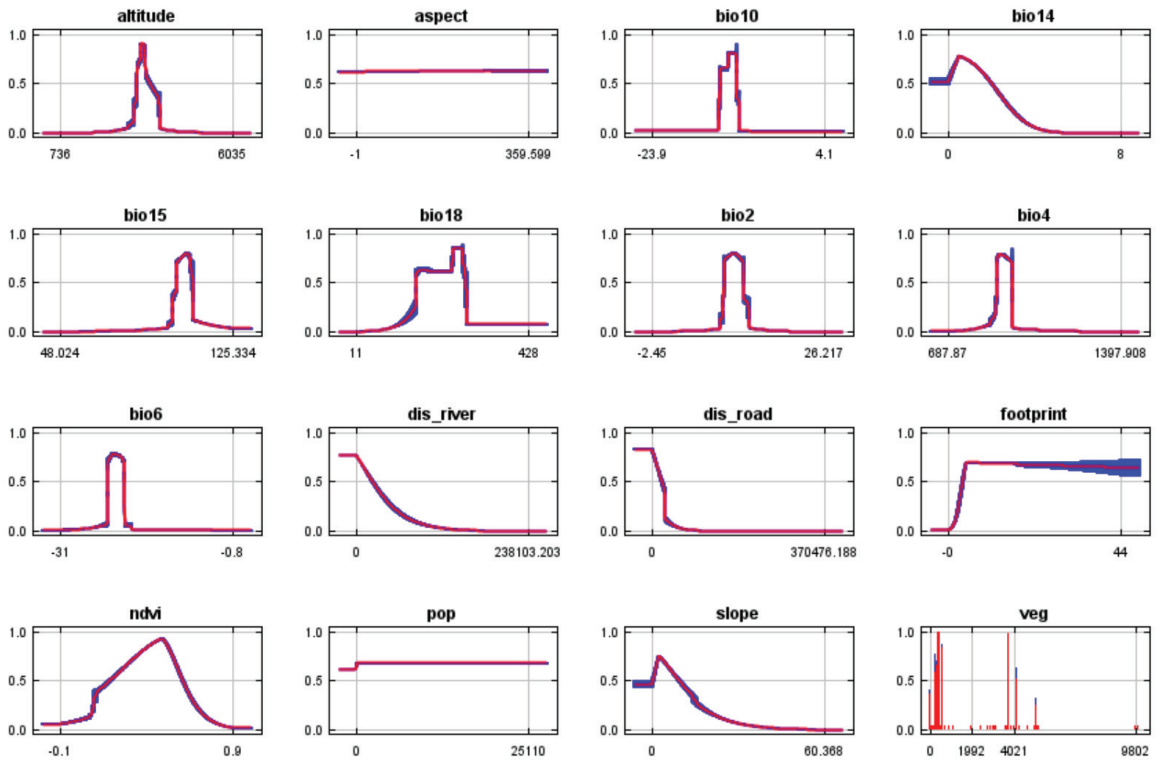 altitude aspect bio10 bio14
1.0 1.0 1.0 1.0
0.5 0.5 0.5 0.5
0.0 0.0 0.0 0.0
736 6035 -1 359.599 -23.9 4.1 0 8
bio15 bio18 bio2 bio4
1.0 1.0 1.0 1.0
0.5 0.5 0.5 0.5
0.0 0.0 0.0 0.0
48.024 125.334 11 428 -2.45 26.217 687.87 1397.908
bio6 dis_river dis_road footprint
1.0 1.0 1.0 1.0
0.5 0.5 0.5 0.5
0.0 0.0 0.0 0.0
-31 -0.8 0 238103.203 0 370476.188 -0 44
ndvi pop slope veg
1.0 1.0 1.0 1.0
0.5 0.5 0.5 0.5
0.0 0.0 0.0 0.0
-0.1 0.9 0 25110 0 60.368 0 1992 4021 9802